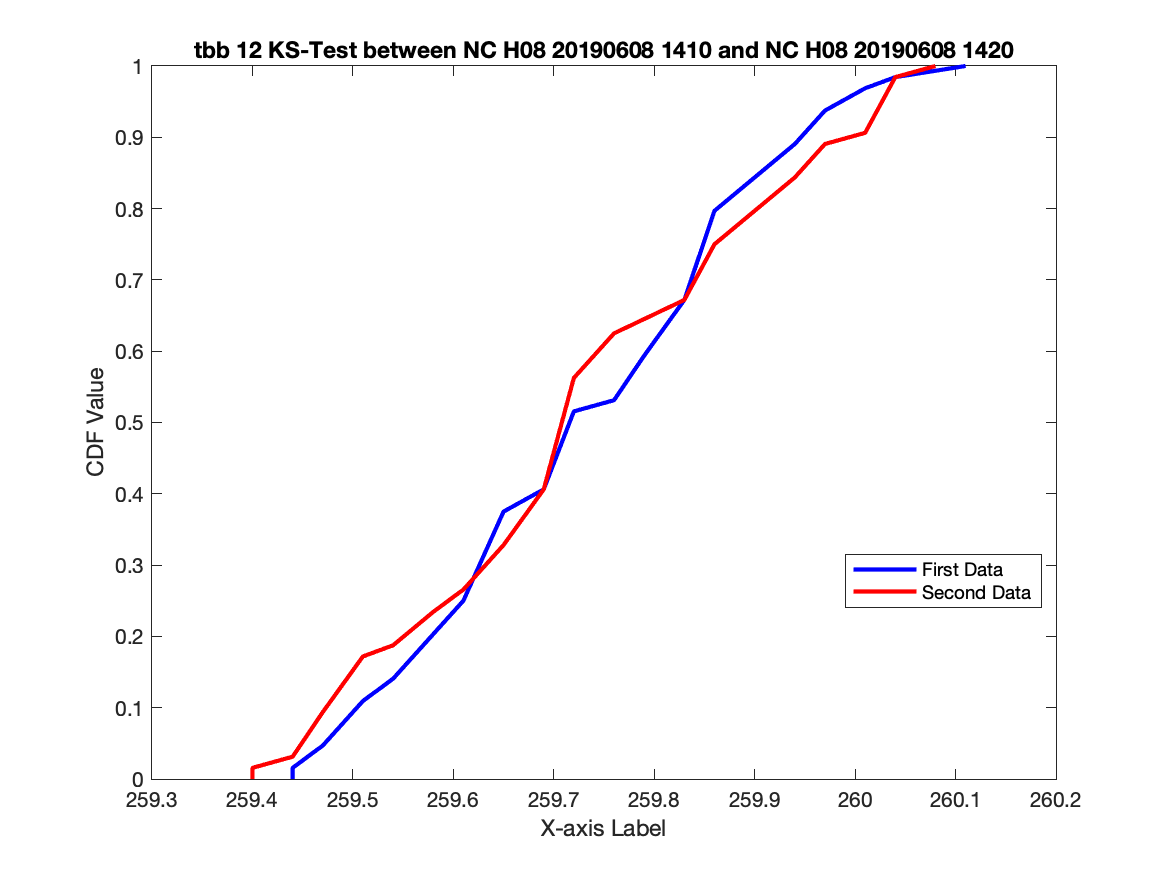 tbb 12 KS-Test between NC H08 20190608 1410 and NC H08 20190608 1420
1
0.9
0.8
0.7
0.6
0.5
0.4
0.3
0.2
0.1
0
CDF Value
First Data
Second Data
259.3 259.4 259.5 259.6 259.7 259.8 259.9 260 260.1 260.2
X-axis Label